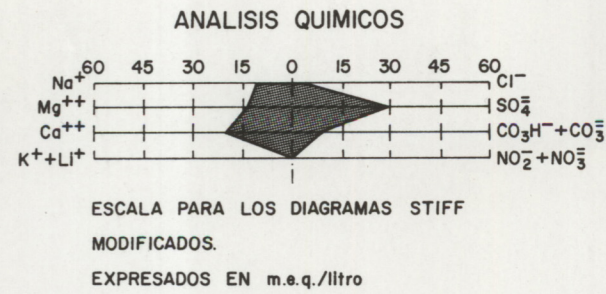 ANALISIS QUIMICOS
60 45 30 15 0 15 30 45 60
Na⁺ Cl⁻
Mg⁺⁺ SO₄⁼
Ca⁺⁺ CO₃H⁻+CO₃⁼
K⁺+Li⁺ NO₂⁻+NO₃⁼
ESCALA PARA LOS DIAGRAMAS STIFF
MODIFICADOS.
EXPRESADOS EN m.e.q./litro